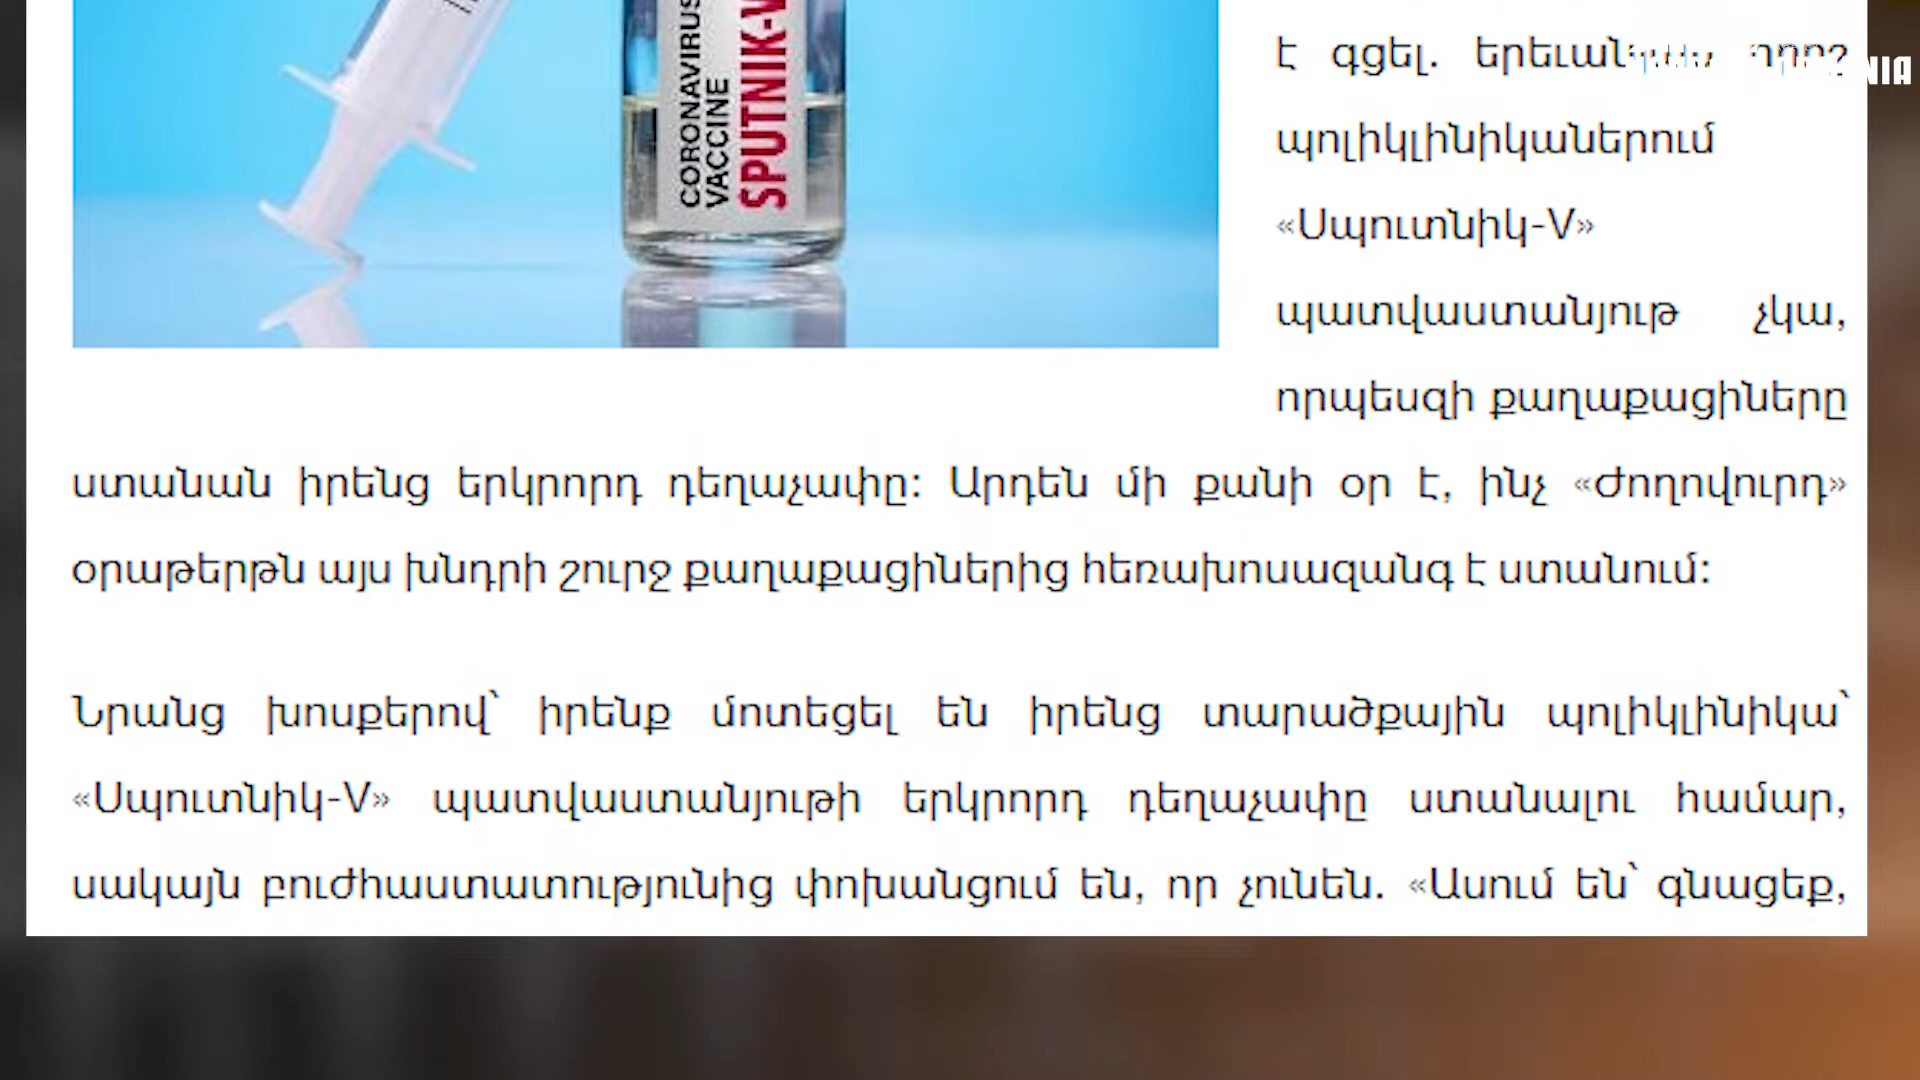 CORONAVIRUS
VACCINE
SPUTNIK-V
է գցել. 
պոլիկլինիկաներում
«Սպուտնիկ-V»
պատվաստանյութ չկա,
որպեսզի քաղաքացիները
ստանան իրենց երկրորդ դեղաչափը: Արդեն մի քանի օր է, ինչ «Ժողովուրդ»
օրաթերթն այս խնդրի շուրջ քաղաքացիներից հեռախոսազանգ է ստանում:
Նրանց խոսքերով՝ իրենք մոտեցել են իրենց տարածքային պոլիկլինիկա՝
«Սպուտնիկ-V» պատվաստանյութի երկրորդ դեղաչափը ստանալու համար,
սակայն բուժհաստատությունից փոխանցում են, որ չունեն. «Ասում են՝ գնացեք,